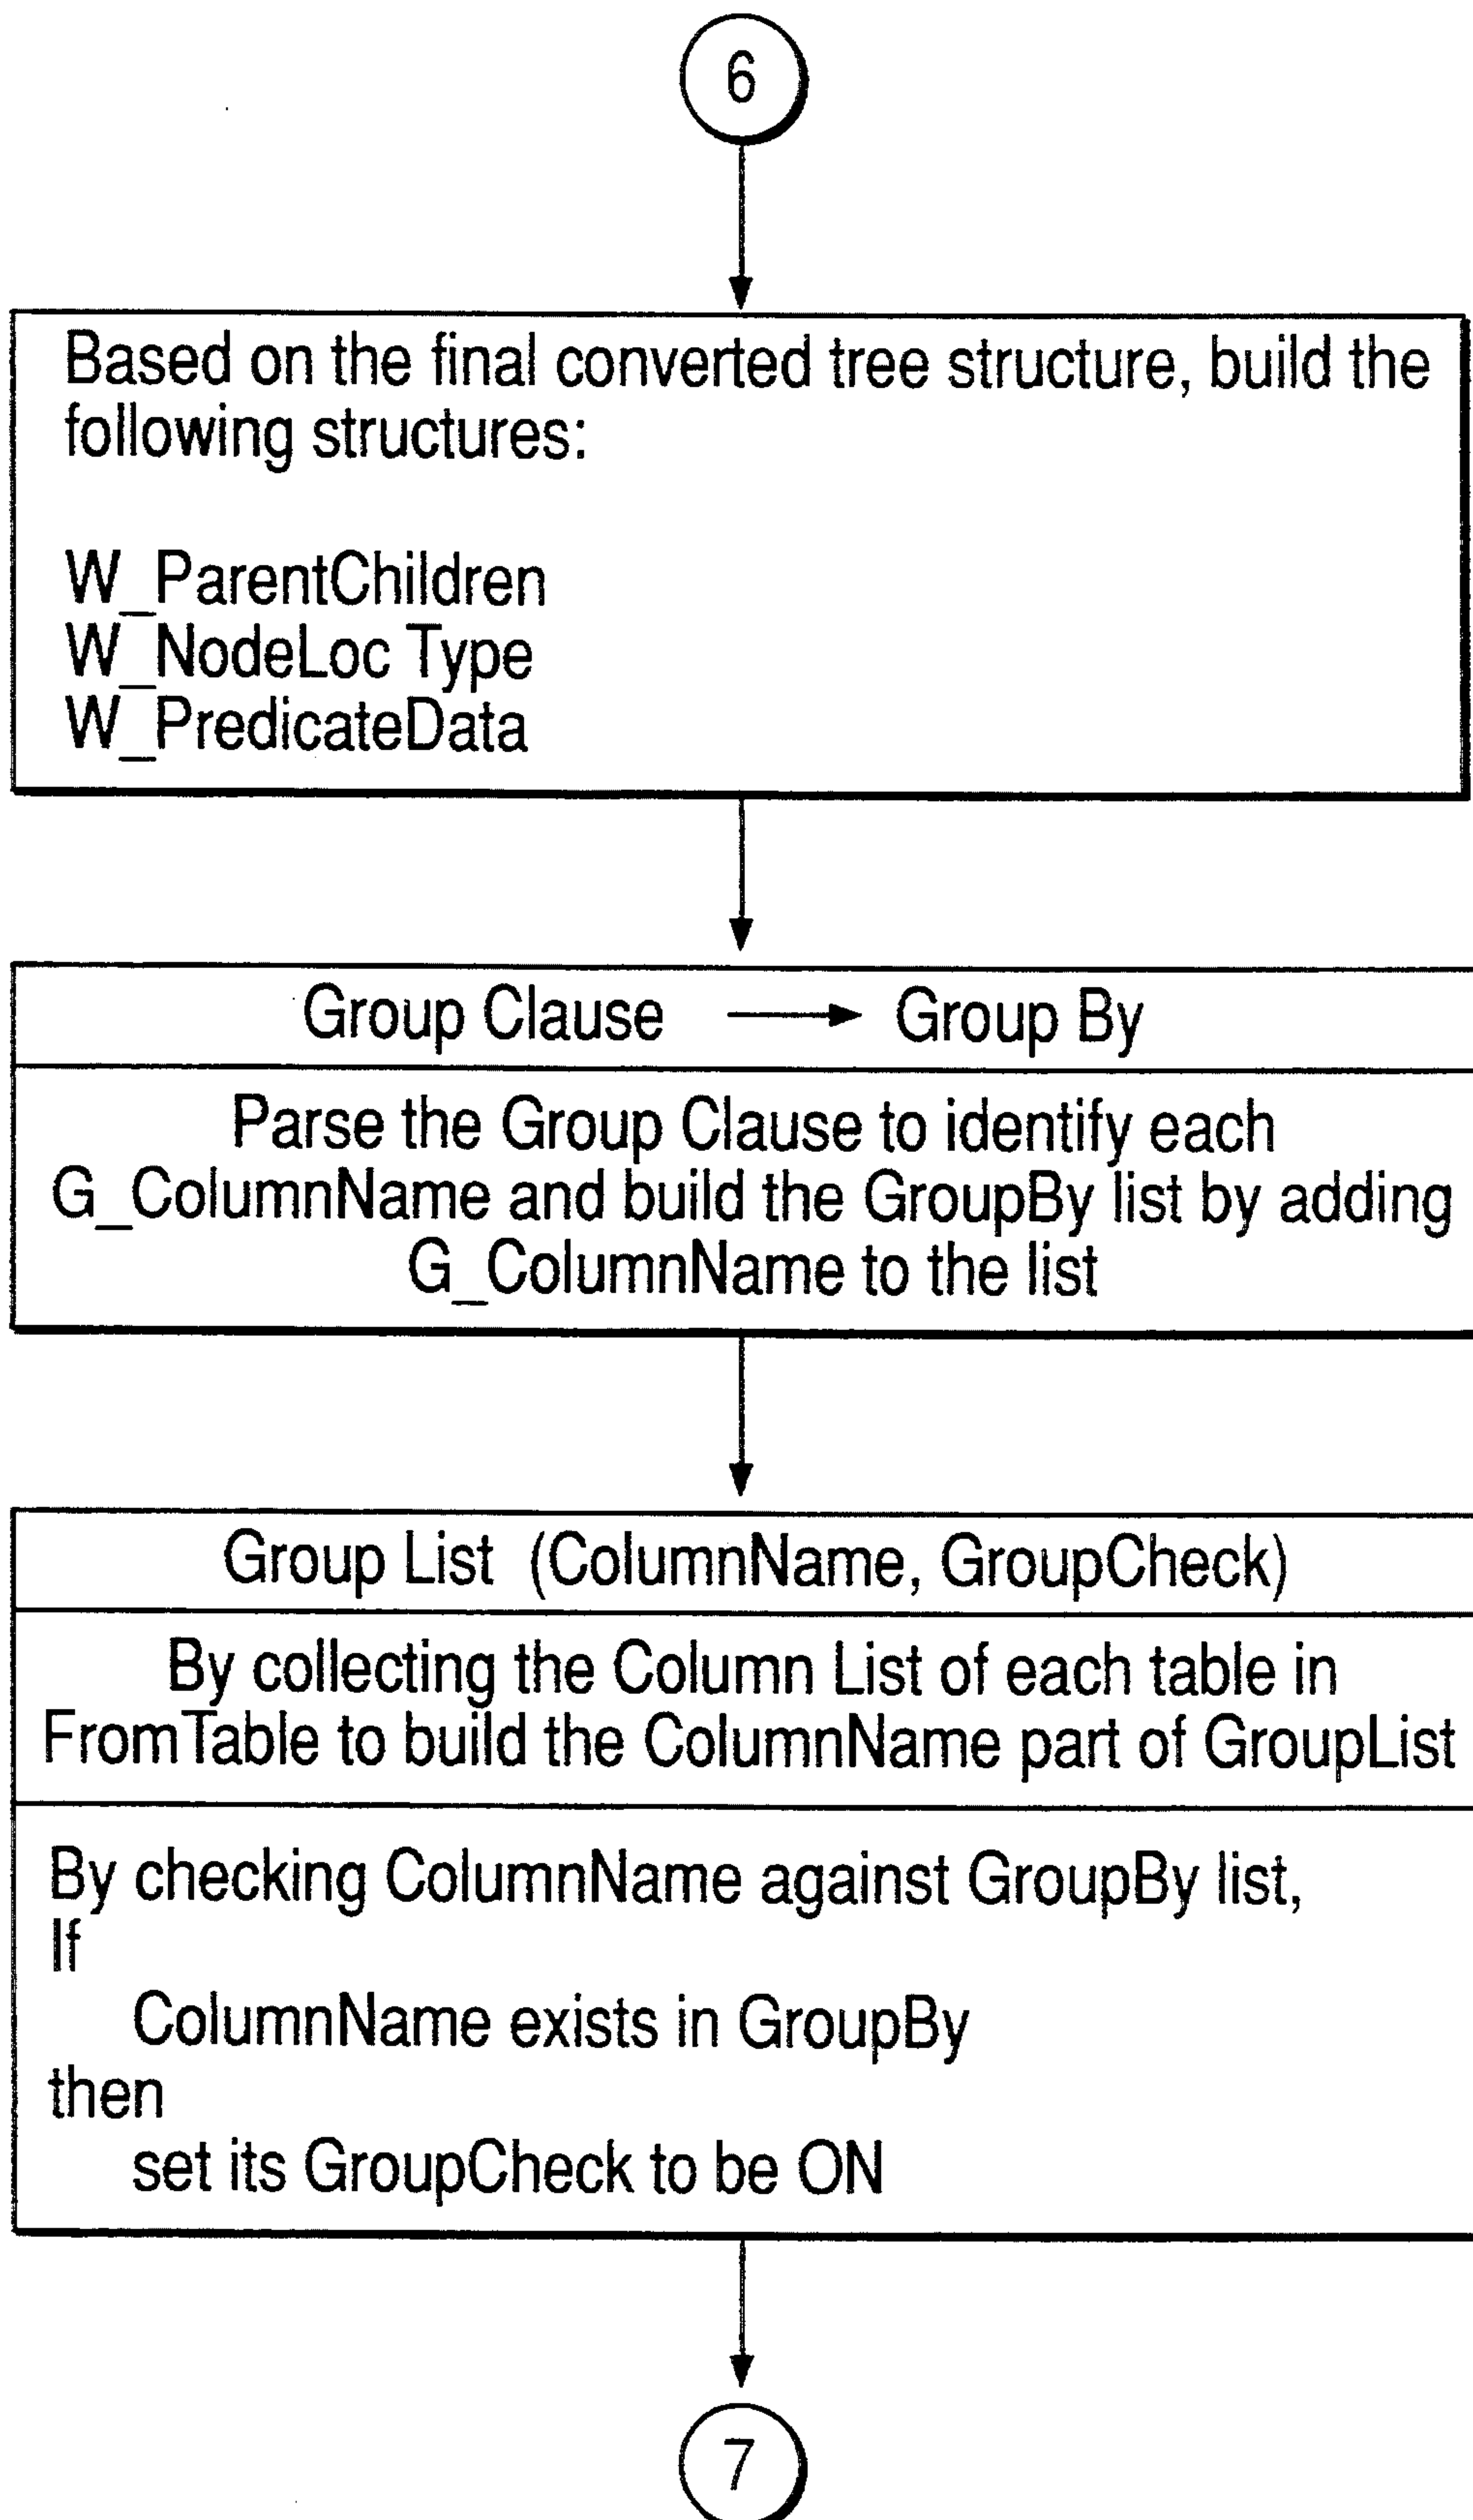 6
Based on the final converted tree structure, build the
following structures:
W_ParentChildren
W_NodeLoc Type
W_PredicateData
Group Clause Group By
Parse the Group Clause to identify each
G_ColumnName and build the GroupBy list by adding
G_ColumnName to the list
Group List (ColumnName, GroupCheck)
By collecting the Column List of each table in
FromTable to build the ColumnName part of GroupList
By checking ColumnName against GroupBy list,
If
ColumnName exists in GroupBy
then
set its GroupCheck to be ON
7